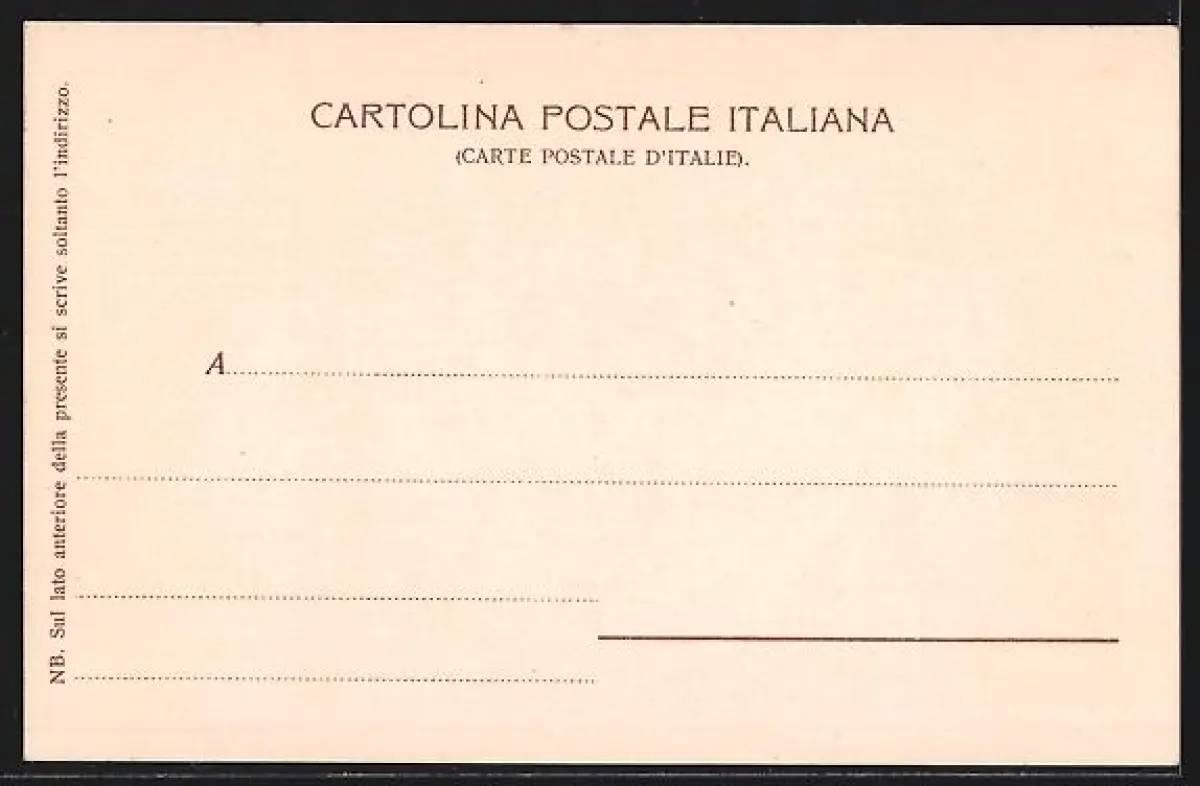 CARTOLINA POSTALE ITALIANA
(CARTE POSTALE D'ITALIE).
A
NB. Sul lato anteriore della presente si scrive soltanto l'indirizzo.